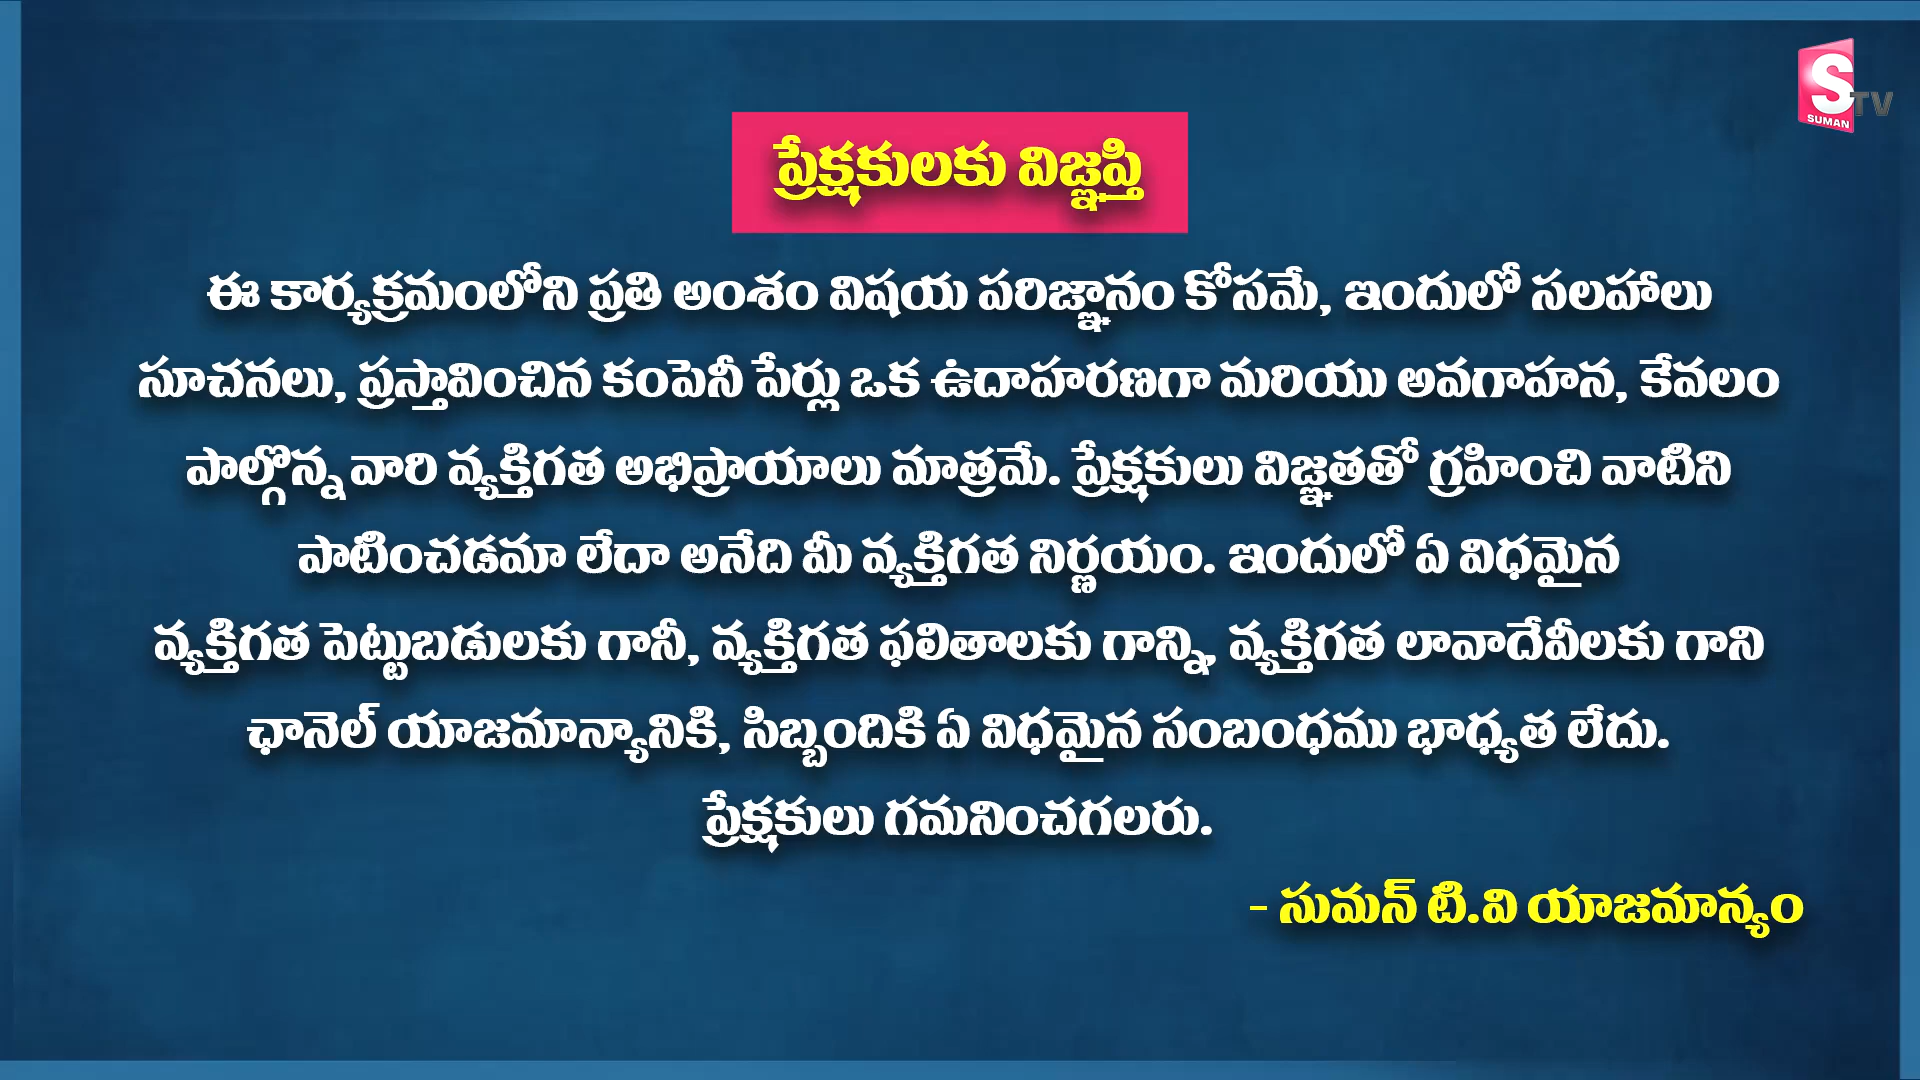 S
TV
SUMAN
ప్రేక్షకులకు విజ్ఞప్తి
ఈ కార్యక్రమంలోని ప్రతి అంశం విషయ పరిజ్ఞానం కోసమే, ఇందులో సలహాలు
సూచనలు, ప్రస్తావించిన కంపెనీ పేర్లు ఒక ఉదాహరణగా మరియు అవగాహన, కేవలం
పాల్గొన్న వారి వ్యక్తిగత అభిప్రాయాలు మాత్రమే. ప్రేక్షకులు విజ్ఞతతో గ్రహించి వాటిని
పాటించడమా లేదా అనేది మీ వ్యక్తిగత నిర్ణయం. ఇందులో ఏ విధమైన
వ్యక్తిగత పెట్టుబడులకు గానీ, వ్యక్తిగత ఫలితాలకు గాన్ని, వ్యక్తిగత లావాదేవీలకు గాని
ఛానెల్ యాజమాన్యానికి, సిబ్బందికి ఏ విధమైన సంబంధము భాధ్యత లేదు.
ప్రేక్షకులు గమనించగలరు.
- సుమన్ టి.వి యాజమాన్యం